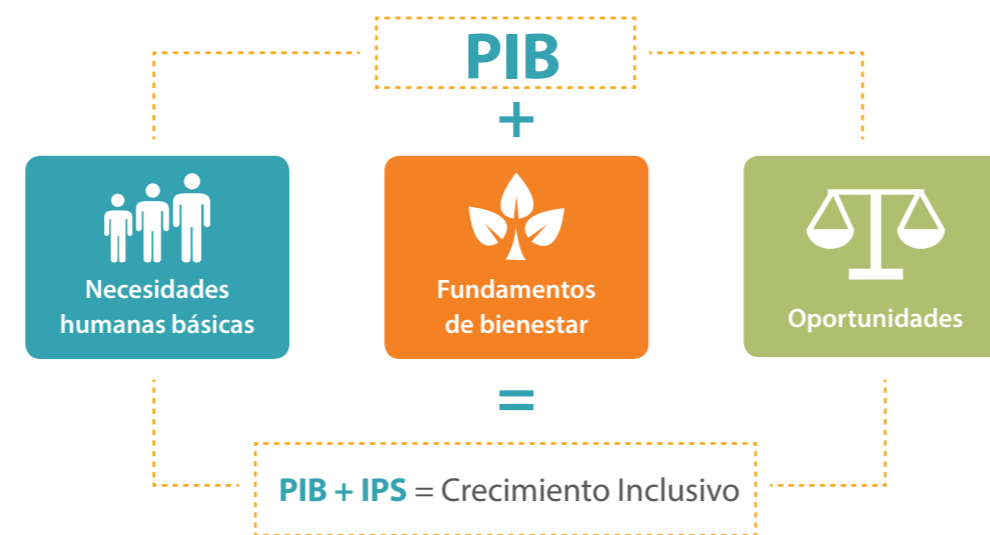 PIB
+
Necesidades
humanas básicas
Fundamentos
de bienestar
Oportunidades
=
PIB + IPS = Crecimiento Inclusivo